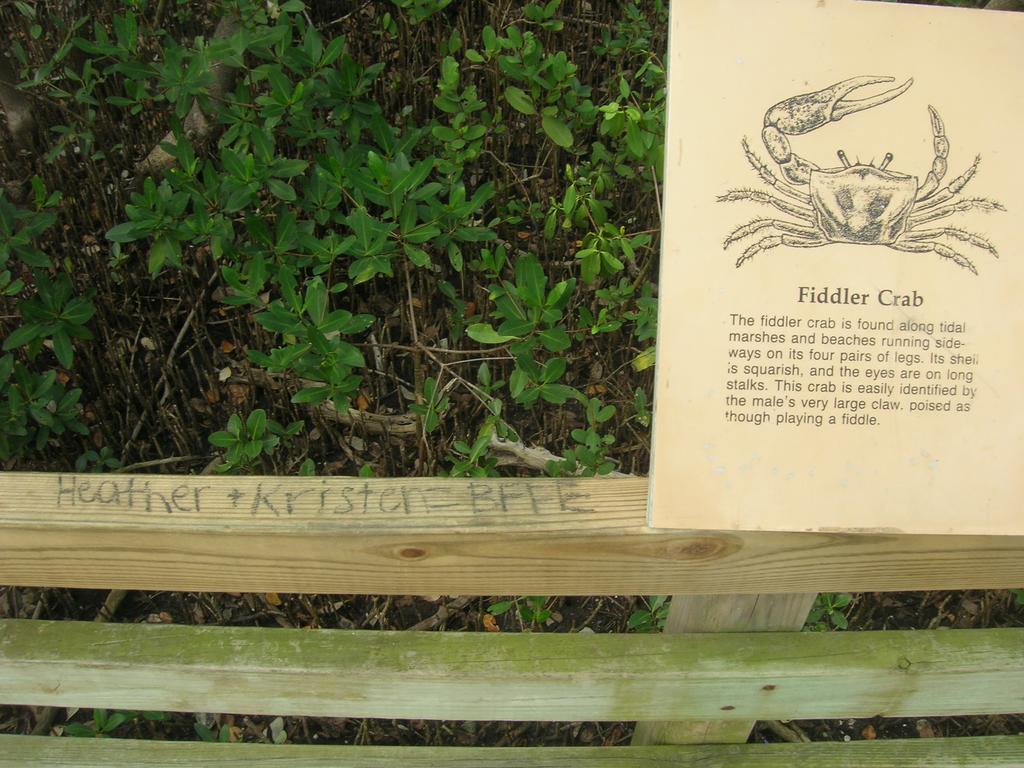 Heather + Kristen = BFFE
Fiddler Crab
The fiddler crab is found along tidal
marshes and beaches running side-
ways on its four pairs of legs. Its shell
is squarish, and the eyes are on long
stalks. This crab is easily identified by
the male's very large claw, poised as
though playing a fiddle.